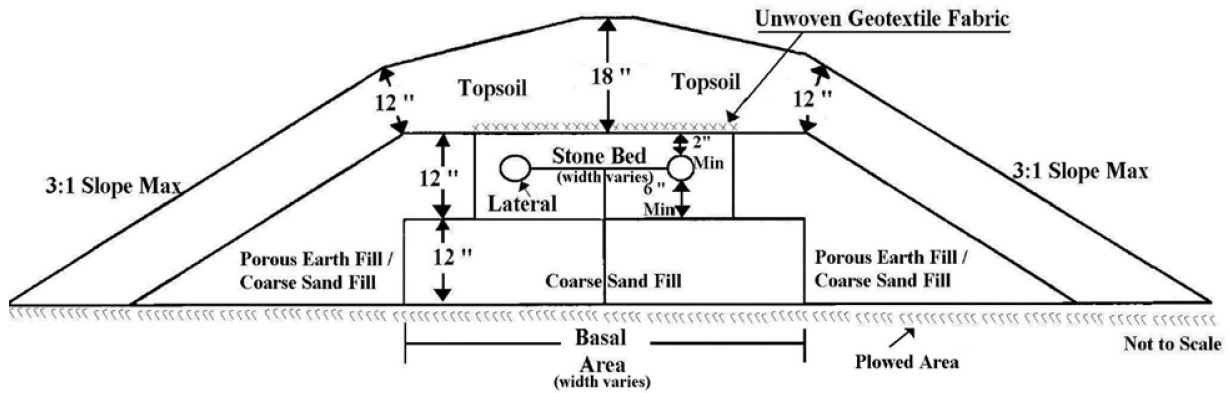 Unwoven Geotextile Fabric
18 "
Topsoil
Topsoil
12 "
12 "
2"
Min
Stone Bed
(width varies)
3:1 Slope Max
3:1 Slope Max
12 "
6 "
Min
Lateral
Porous Earth Fill /
Coarse Sand Fill
12 "
Coarse Sand Fill
Porous Earth Fill /
Coarse Sand Fill
Basal
Area
(width varies)
Plowed Area
Not to Scale